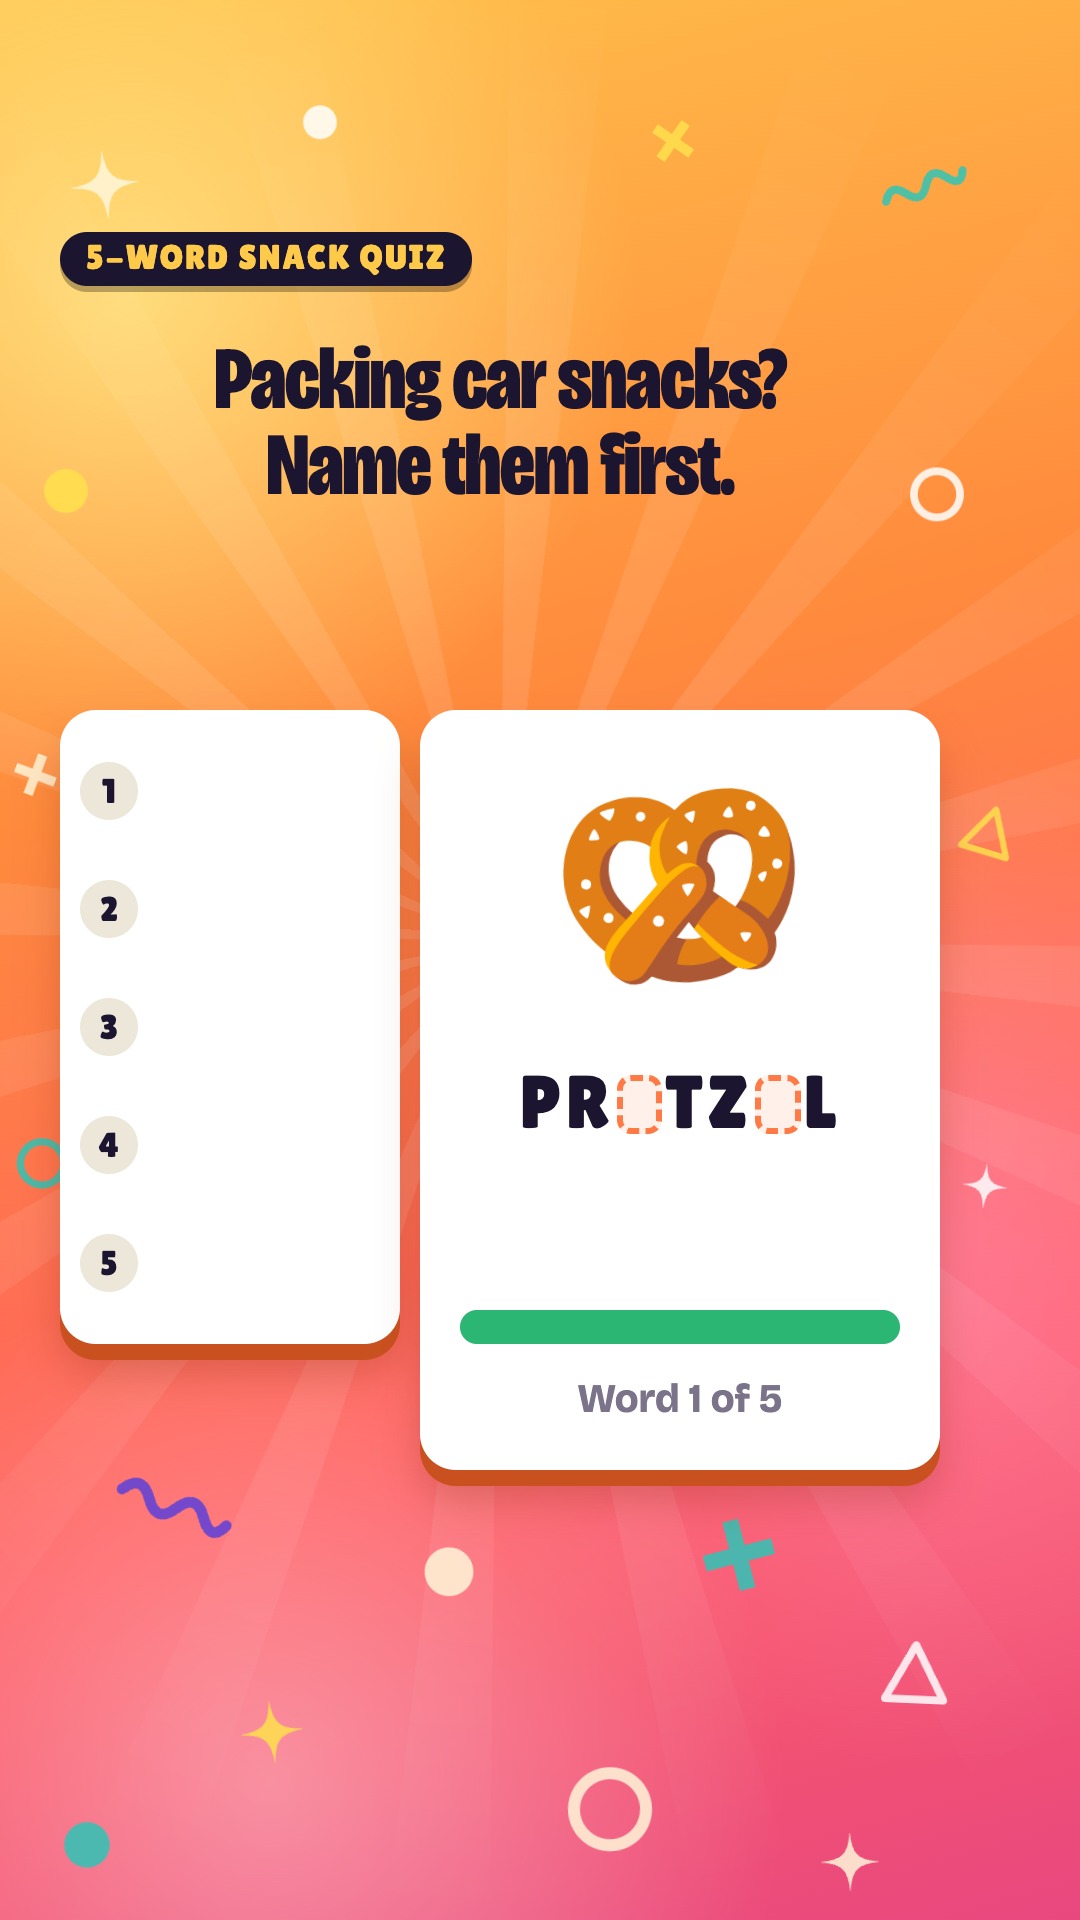 5-WORD SNACK QUIZ
Packing car snacks?
Name them first.
1
2
3
4
5
PR TZ L
Word 1 of 5